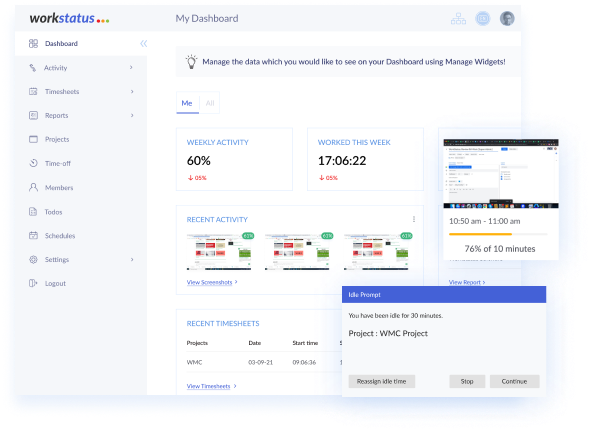 workstatus
My Dashboard
Dashboard
Activity
Timesheets
Reports
Projects
Time-off
Members
Todos
Schedules
Settings
Logout
Manage the data which you would like to see on your Dashboard using Manage Widgets!
Me All
WEEKLY ACTIVITY
60%
↓ 05%
WORKED THIS WEEK
17:06:22
↓ 05%
10:50 am - 11:00 am
76% of 10 minutes
RECENT ACTIVITY
61% 61% 61%
View Screenshots >
View Report >
RECENT TIMESHEETS
Projects Date Start time
WMC 03-09-21 09:06:36
View Timesheets >
Idle Prompt
You have been idle for 30 minutes.
Project : WMC Project
Reassign idle time Stop Continue